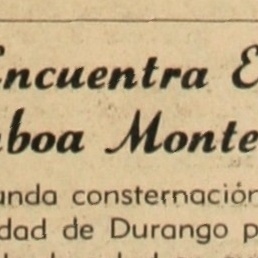 Encuentra E
boa Monte
unda consternación
dad de Durango p